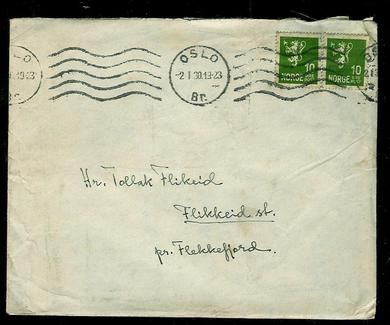 OSLO
-2 I 30.19-23
Br.
NORGE 10 NORGE 10
Hr. Tollak Flikeid
Flikkeid st.
pr. Flekkefjord.